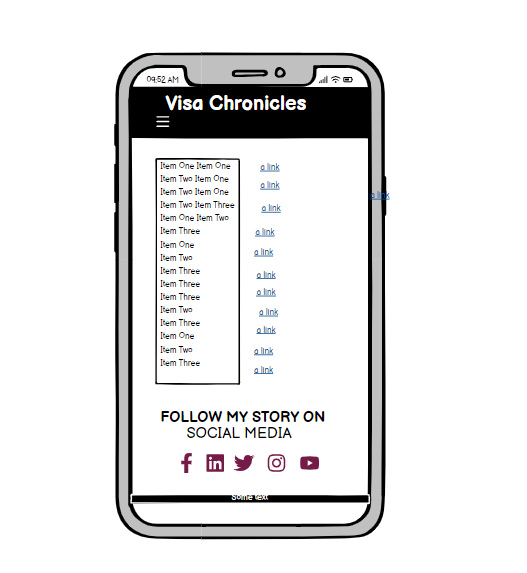 09:52 AM
Visa Chronicles
Item One Item One
a link
Item Two Item One
a link
Item Two Item One
a link
Item Two Item Three
a link
Item One Item Two
Item Three
a link
Item One
a link
Item Two
Item Three
a link
Item Three
a link
Item Three
Item Two
a link
Item Three
a link
Item One
Item Two
a link
Item Three
a link
FOLLOW MY STORY ON
SOCIAL MEDIA
Some text